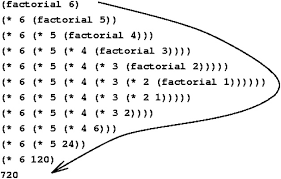 (factorial 6)
(* 6 (factorial 5))
(* 6 (* 5 (factorial 4)))
(* 6 (* 5 (* 4 (factorial 3))))
(* 6 (* 5 (* 4 (* 3 (factorial 2)))))
(* 6 (* 5 (* 4 (* 3 (* 2 (factorial 1))))))
(* 6 (* 5 (* 4 (* 3 (* 2 1)))))
(* 6 (* 5 (* 4 (* 3 2))))
(* 6 (* 5 (* 4 6)))
(* 6 (* 5 24))
(* 6 120)
720